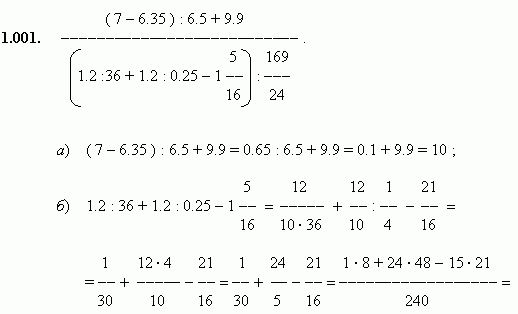 ( 7 – 6.35 ) : 6.5 + 9.9
1.001. ––––––––––––––––––––––––– .
5 169
( 1.2 : 36 + 1.2 : 0.25 – 1 –– ) : –––
16 24
а) ( 7 – 6.35 ) : 6.5 + 9.9 = 0.65 : 6.5 + 9.9 = 0.1 + 9.9 = 10 ;
5 12 12 1 21
б) 1.2 : 36 + 1.2 : 0.25 – 1 –– = ––––– + ––– : –– – –– =
16 10 · 36 10 4 16
1 12 · 4 21 1 24 21 1 · 8 + 24 · 48 – 15 · 21
= –– + ––––– – –– = –– + –– – –– = –––––––––––––––– =
30 10 16 30 5 16 240